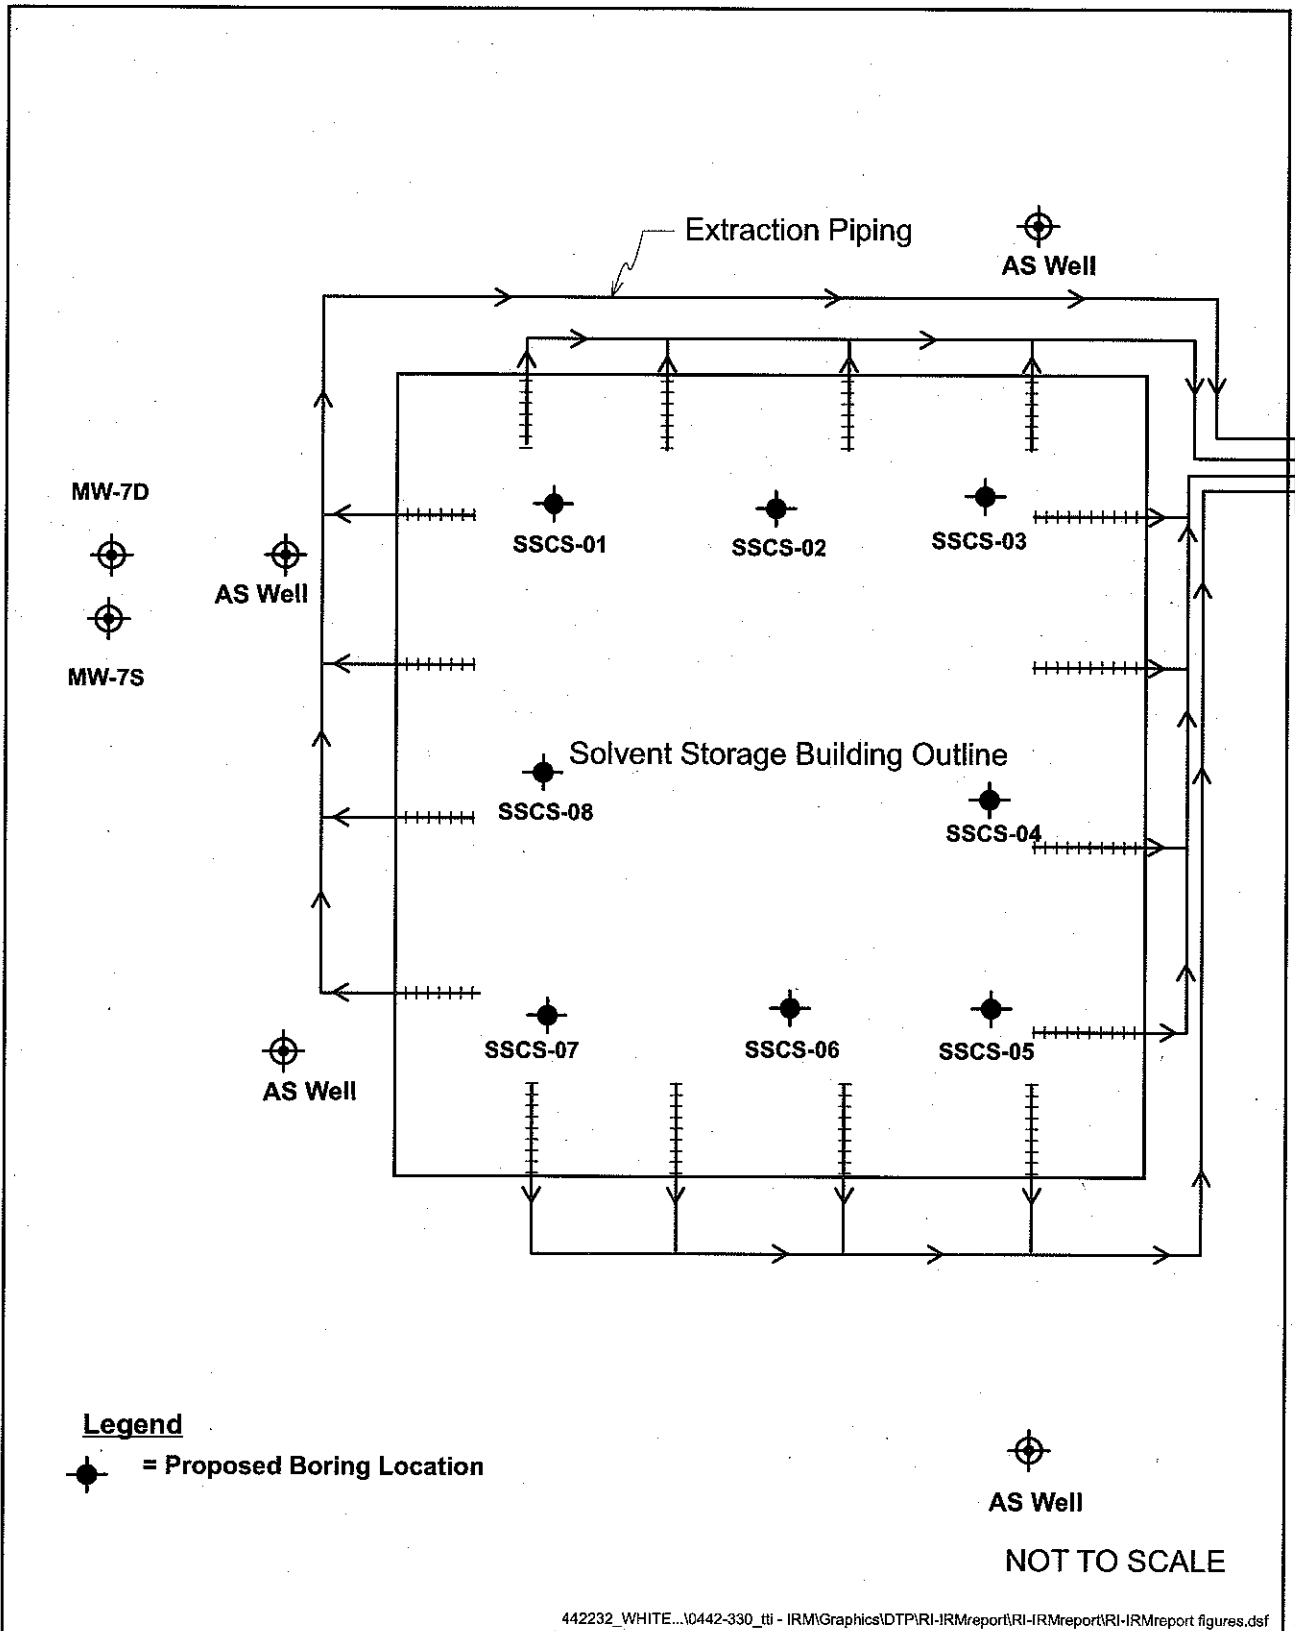 Extraction Piping
AS Well
MW-7D
AS Well
MW-7S
SSCS-01
SSCS-02
SSCS-03
Solvent Storage Building Outline
SSCS-08
SSCS-04
SSCS-07
SSCS-06
SSCS-05
AS Well
Legend
= Proposed Boring Location
AS Well
NOT TO SCALE
442232_WHITE...\0442-330_tti - IRM\Graphics\DTP\RI-IRMreport\RI-IRMreport\RI-IRMreport figures.dsf